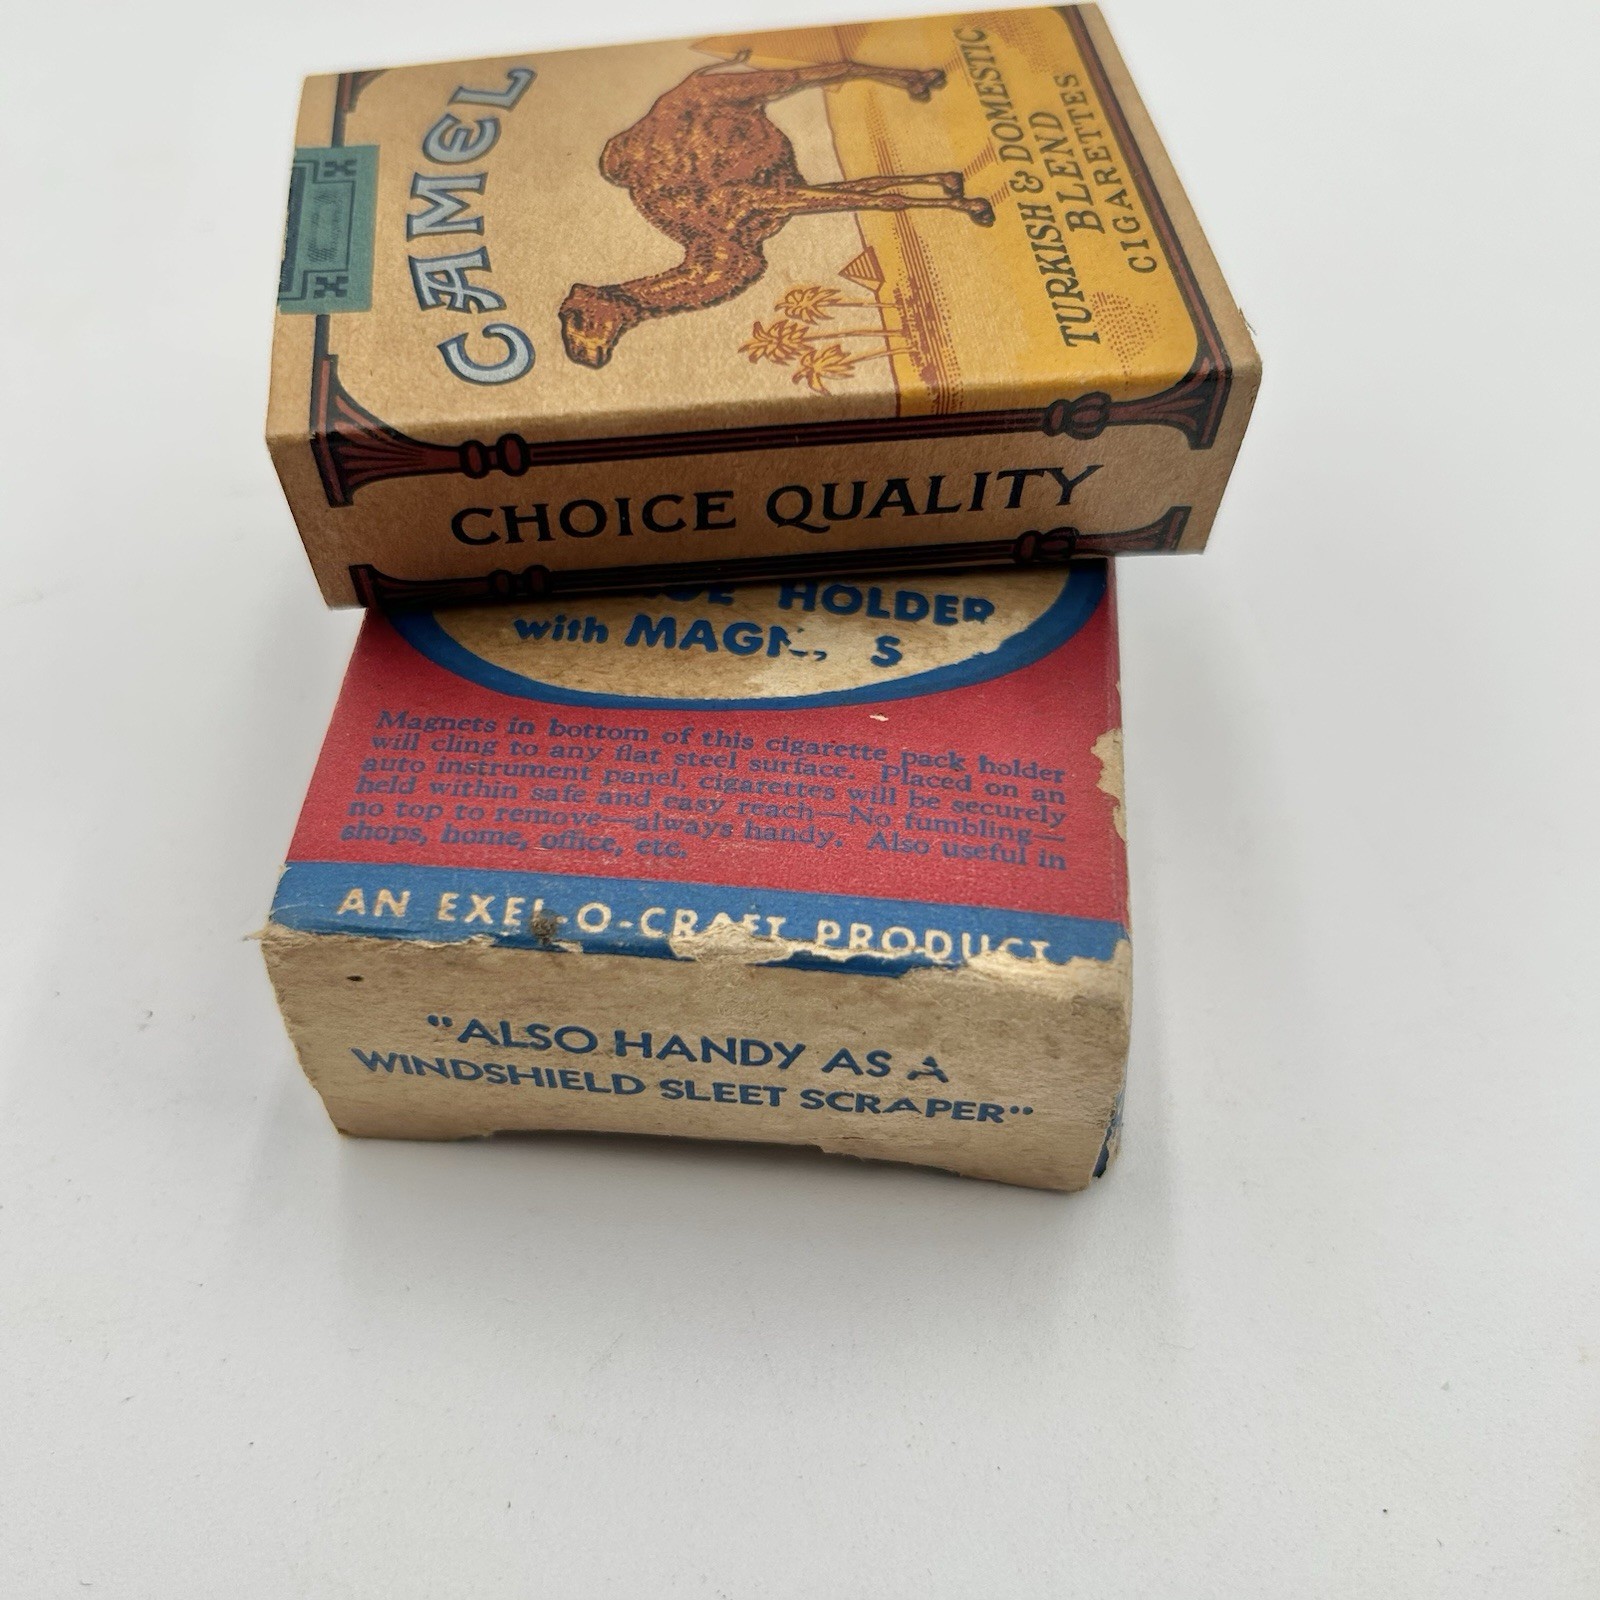 CAMEL
TURKISH & DOMESTIC
BLEND
CIGARETTES
CHOICE QUALITY
HOLDER
with
Magnets in bottom of this cigarette pack holder
will cling to any flat steel surface. Placed on an
auto instrument panel, cigarettes will be securely
held within safe and easy reach—No fumbling—
no top to remove—always handy. Also useful in
shops, home, office, etc.
AN EXEL-O-CRAFT PRODUCT
"ALSO HANDY AS A
WINDSHIELD SLEET SCRAPER"